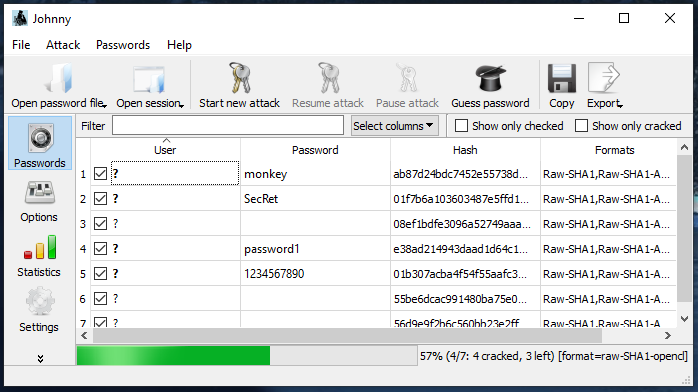 Johnny
File Attack Passwords Help
Open password file Open session Start new attack Resume attack Pause attack Guess password Copy Export
Passwords
Options
Statistics
Settings
Filter Select columns Show only checked Show only cracked
User Password Hash Formats
1 ? monkey ab87d24bdc7452e55738d... Raw-SHA1,Raw-SHA1-A...
2 ? SecRet 01f7b6a103603487e5ffd1... Raw-SHA1,Raw-SHA1-A...
3 ? 08ef1bdfe3096a52749aaa... Raw-SHA1,Raw-SHA1-A...
4 ? password1 e38ad214943daad1d64c1... Raw-SHA1,Raw-SHA1-A...
5 ? 1234567890 01b307acba4f54f55aafc3... Raw-SHA1,Raw-SHA1-A...
6 ? 55be6dcac991480ba75e0... Raw-SHA1,Raw-SHA1-A...
7 ? 56d9e9f2b6c560bb23e2ff Raw-SHA1,Raw-SHA1-A...
57% (4/7: 4 cracked, 3 left) [format=raw-SHA1-opencl]